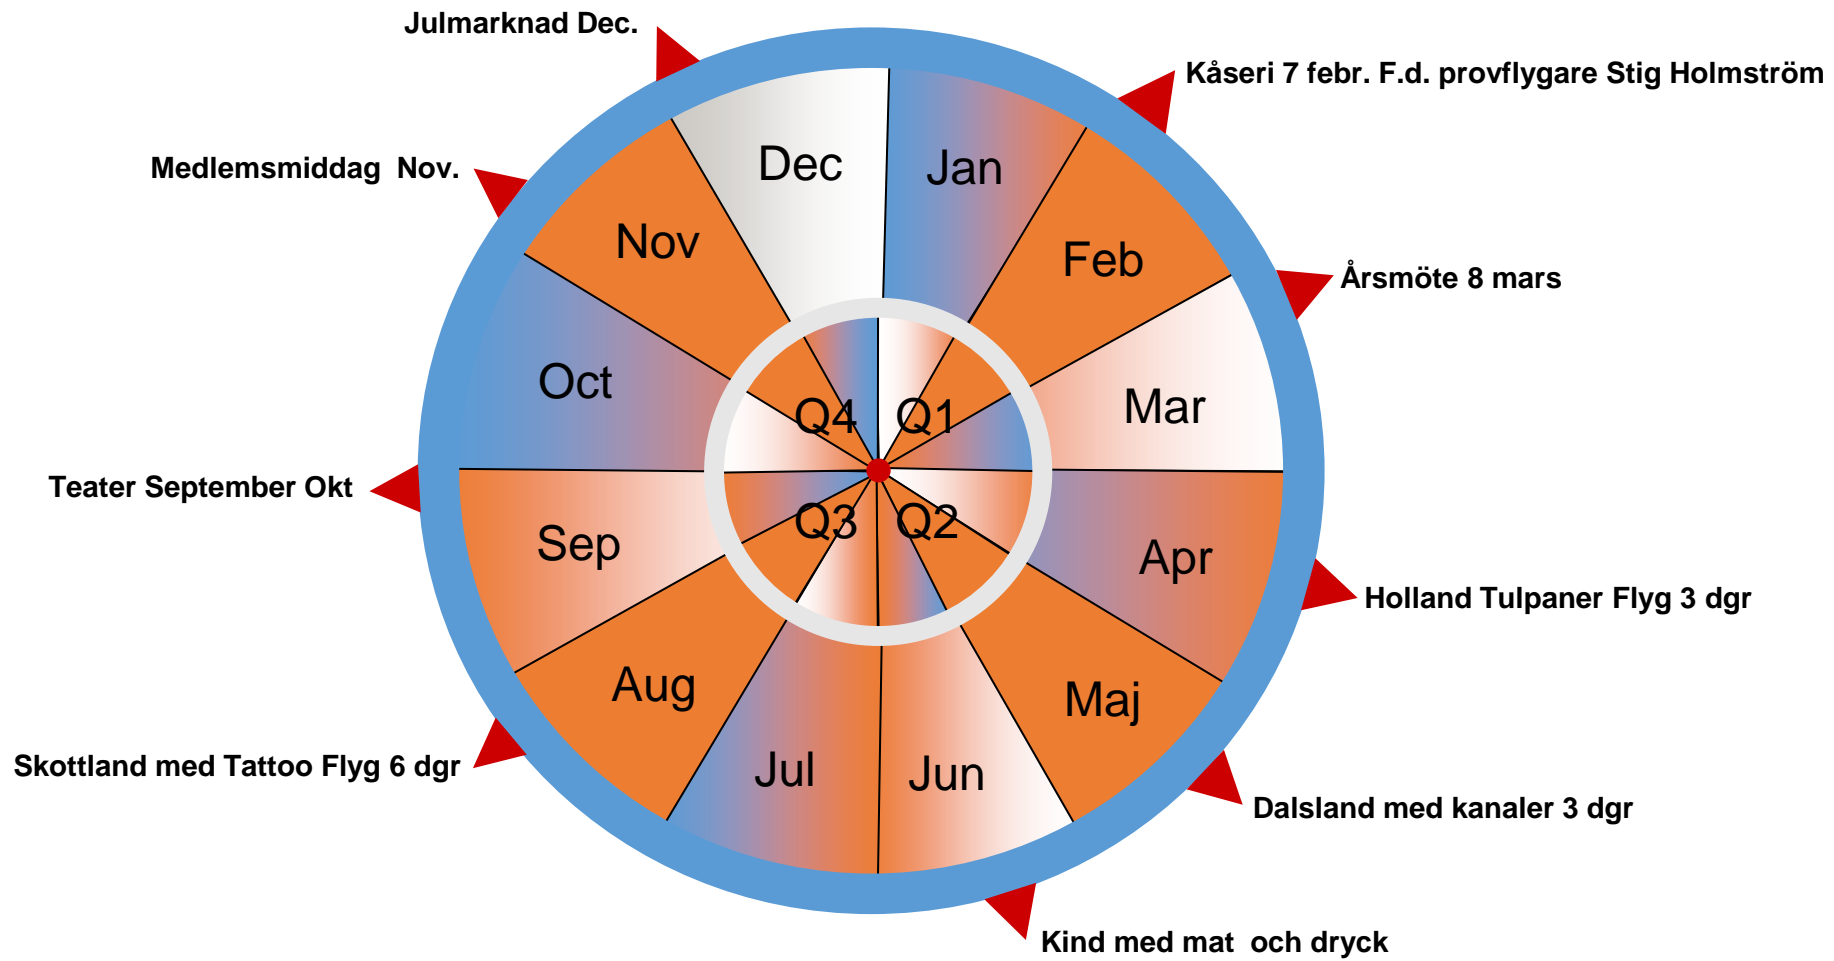 Julmarknad Dec.
Kåseri 7 febr. F.d. provflygare Stig Holmström
Medlemsmiddag  Nov.
Dec
Jan
Nov
Feb
Årsmöte 8 mars
Oct
Mar
Q4
Q1
Teater September Okt
Q3
Q2
Sep
Apr
Holland Tulpaner Flyg 3 dgr
Aug
Maj
Skottland med Tattoo Flyg 6 dgr
Jul
Jun
Dalsland med kanaler 3 dgr
Kind med mat  och dryck